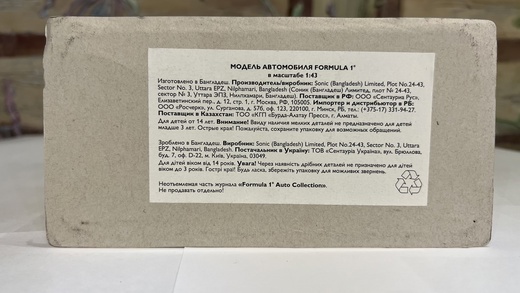 МОДЕЛЬ АВТОМОБИЛЯ FORMULA 1®
в масштабе 1:43
Изготовлено в Бангладеш. Производитель/виробник: Sonic (Bangladesh) Limited, Plot No.24-43,
Sector No. 3, Uttara EPZ, Nilphamari, Bangladesh (Соник (Бангладеш) Лимитед, плот № 24-43,
сектор № 3, Уттара ЭПЗ, Нилпхамари, Бангладеш). Поставщик в РФ: ООО «Сентауриа Рус»,
Елизаветинский пер., д. 12, стр. 1, г. Москва, РФ, 105005. Импортер и дистрибьютор в РБ:
ООО «Росчерк», ул. Сурганова, д. 57б, оф. 123, 220100, г. Минск, РБ, тел.: (+375-17) 331-94-27.
Поставщик в Казахстан: ТОО «КГП «Бурда-Алатау Пресс», г. Алматы.
Для детей от 14 лет. Внимание! Ввиду наличия мелких деталей не предназначено для детей
младше 3 лет. Острые края! Пожалуйста, сохраните упаковку для возможных обращений.
Зроблено в Бангладеш. Виробник: Sonic (Bangladesh) Limited, Plot No.24-43, Sector No. 3, Uttara
EPZ, Nilphamari, Bangladesh. Постачальник в Україну: ТОВ «Сентаурія Україна», вул. Брюллова,
буд. 7, оф. D-22, м. Київ, Україна, 03049.
Для дітей віком від 14 років. Увага! Через наявність дрібних деталей не призначено для дітей
віком до 3 років. Гострі краї! Будь ласка, збережіть упаковку для можливих звернень.
Неотъемлемая часть журнала «Formula 1® Auto Collection».
Не продавать отдельно!